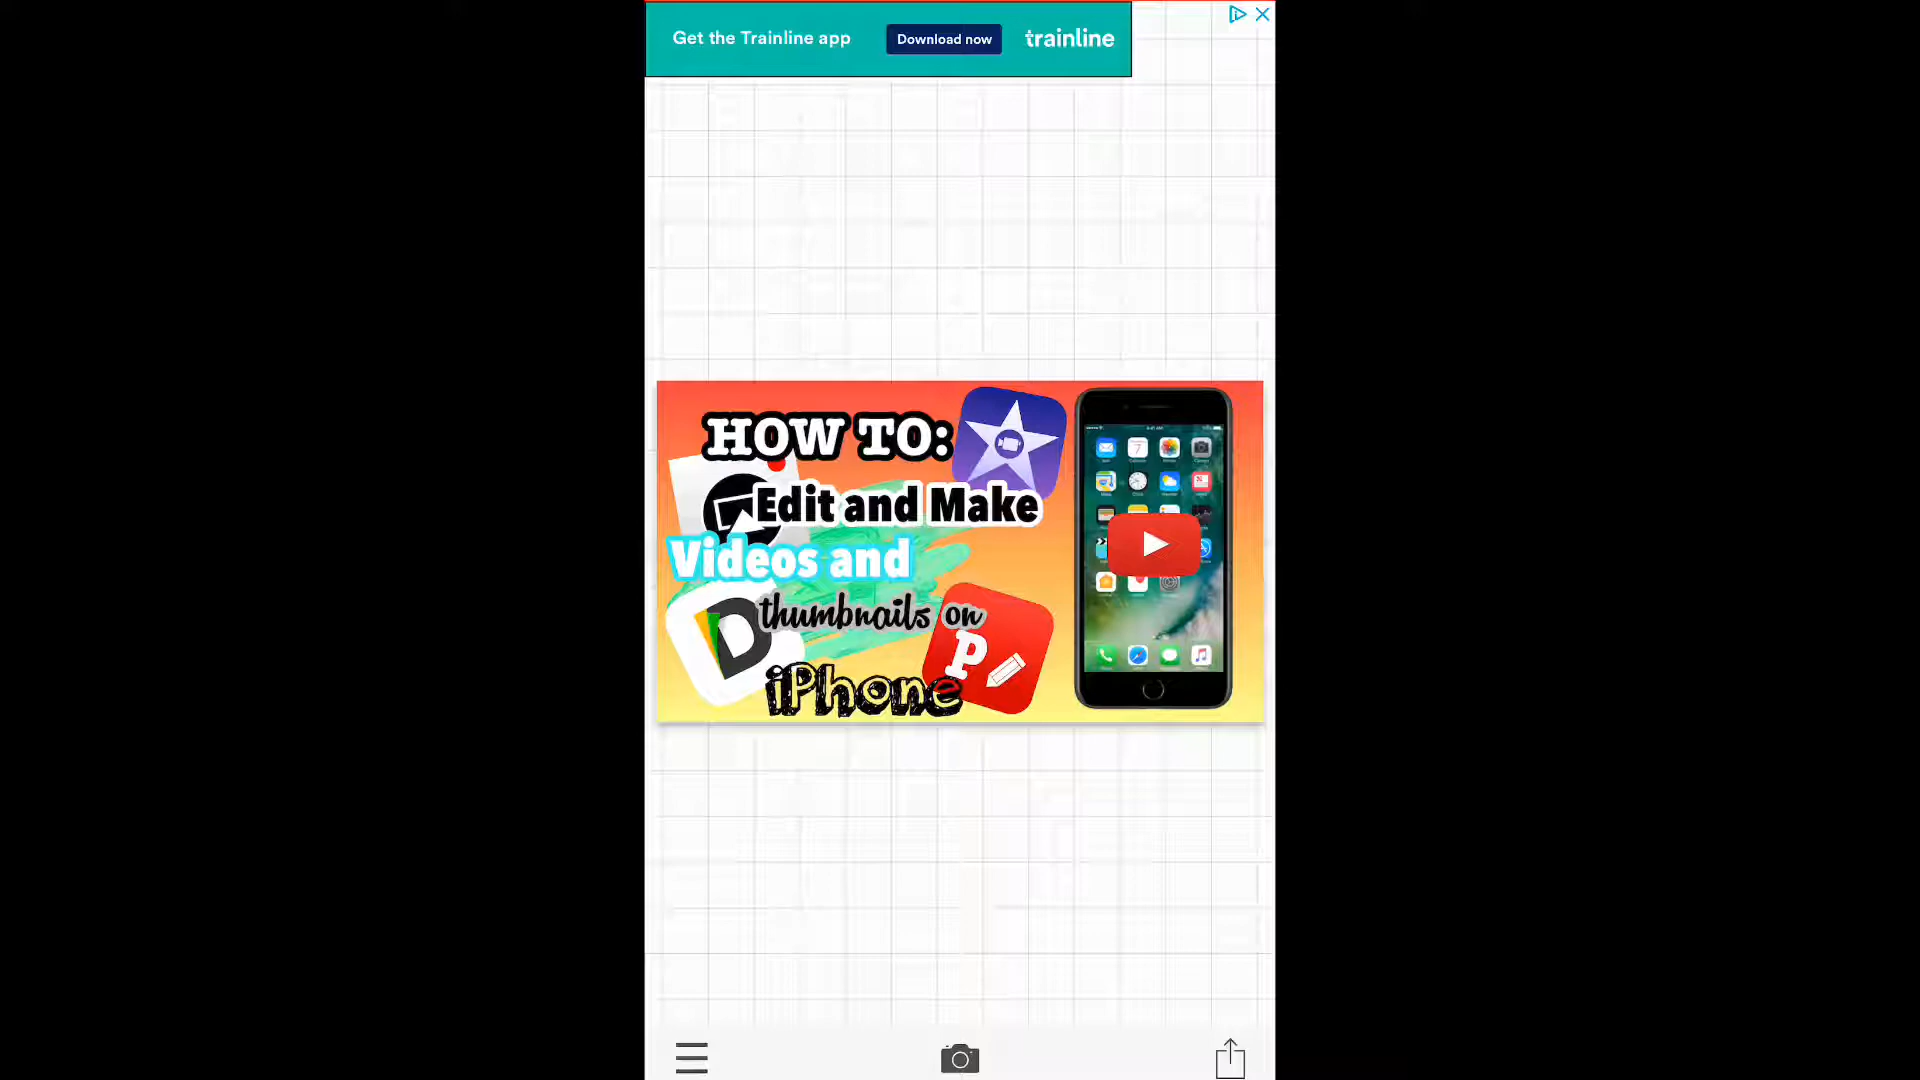 Get the Trainline app
Download now
trainline
HOW TO:
Edit and Make
Videos and
thumbnails on
iPhone
D
P